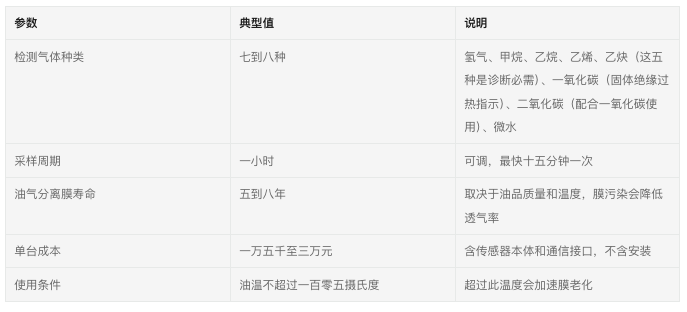 参数 典型值 说明
检测气体种类 七到八种 氢气、甲烷、乙烷、乙烯、乙炔（这五
种是诊断必需）、一氧化碳（固体绝缘过
热指示）、二氧化碳（配合一氧化碳使
用）、微水
采样周期 一小时 可调，最快十五分钟一次
油气分离膜寿命 五到八年 取决于油品质量和温度，膜污染会降低
透气率
单台成本 一万五千至三万元 含传感器本体和通信接口，不含安装
使用条件 油温不超过一百零五摄氏度 超过此温度会加速膜老化